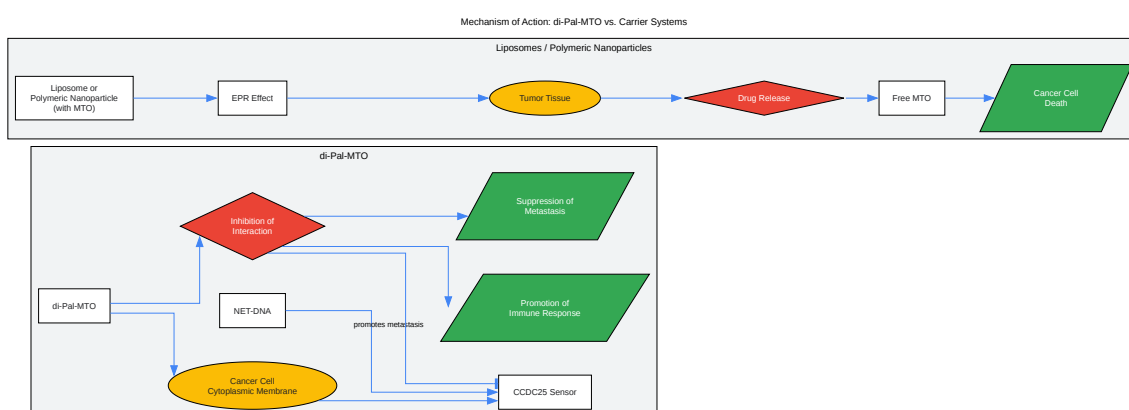 Mechanism of Action: di-Pal-MTO vs. Carrier Systems
Liposomes / Polymeric Nanoparticles
Liposome or
Polymeric Nanoparticle
(with MTO)
EPR Effect
Tumor Tissue
Drug Release
Free MTO
Cancer Cell
Death
di-Pal-MTO
Inhibition of
Interaction
Suppression of
Metastasis
di-Pal-MTO
NET-DNA
promotes metastasis
Promotion of
Immune Response
Cancer Cell
Cytoplasmic Membrane
CCDC25 Sensor